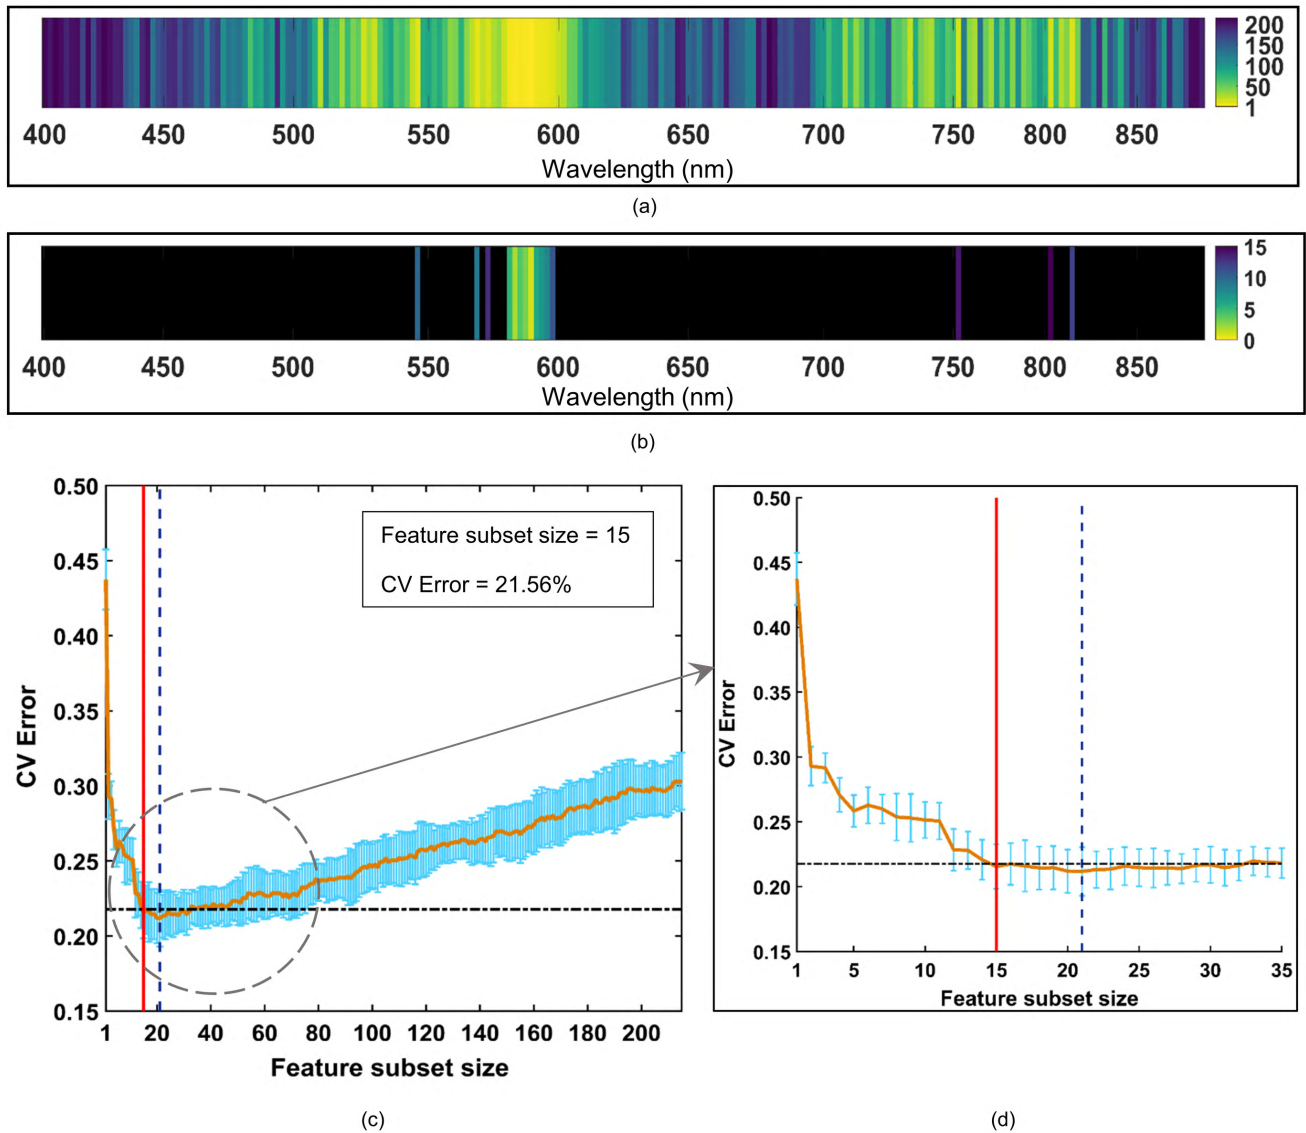 200
150
100
50
1
400 450 500 550 600 650 700 750 800 850
Wavelength (nm)
(a)
15
10
5
0
400 450 500 550 600 650 700 750 800 850
Wavelength (nm)
(b)
0.50
0.45
0.40
0.35
0.30
0.25
0.20
0.15
CV Error
Feature subset size = 15
CV Error = 21.56%
1 20 40 60 80 100 120 140 160 180 200
Feature subset size
(c)
0.50
0.45
0.40
0.35
0.30
0.25
0.20
0.15
CV Error
1 5 10 15 20 25 30 35
Feature subset size
(d)